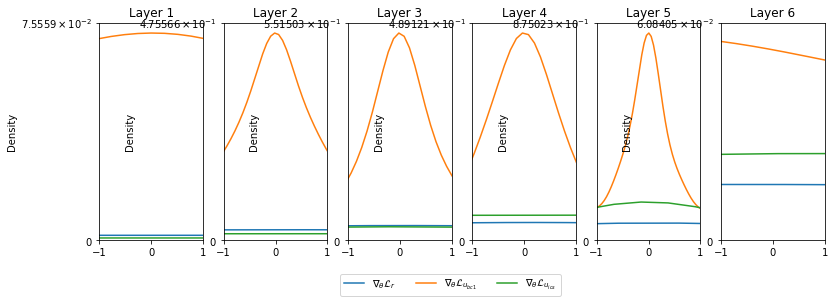 Layer 1 Layer 2 Layer 3 Layer 4 Layer 5 Layer 6
7.5559 × 10⁻² 4.75566 × 10⁻¹ 5.51503 × 10⁻¹ 4.89121 × 10⁻¹ 8.75023 × 10⁻¹ 6.08405 × 10⁻²
Density Density Density Density Density Density
0 0 0 0 0 0
−1 0 1 −1 0 1 −1 0 1 −1 0 1 −1 0 1 −1 0 1
∇θℒr ∇θℒu_bc1 ∇θℒu_ics